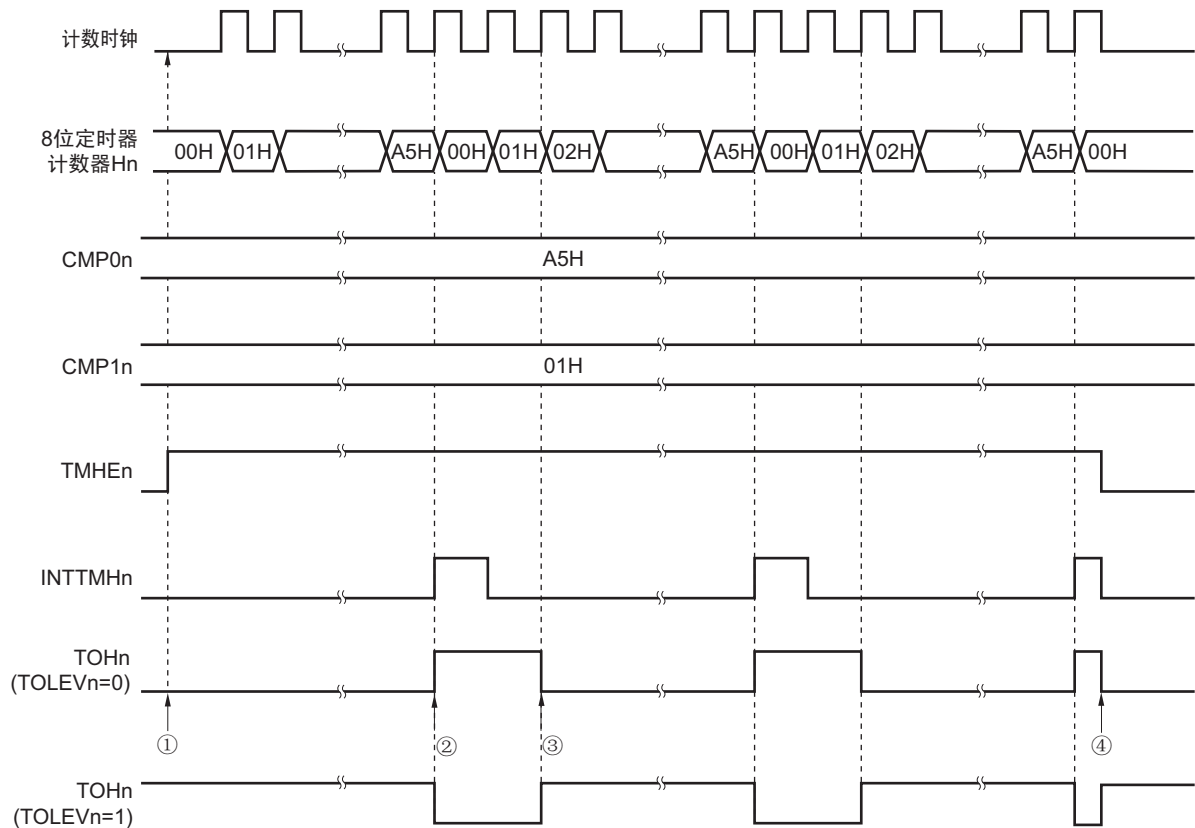 计数时钟
8位定时器
计数器Hn
00H 01H A5H 00H 01H 02H A5H 00H 01H 02H A5H 00H
CMP0n
A5H
CMP1n
01H
TMHEn
INTTMHn
TOHn
(TOLEVn=0)
① ② ③ ④
TOHn
(TOLEVn=1)